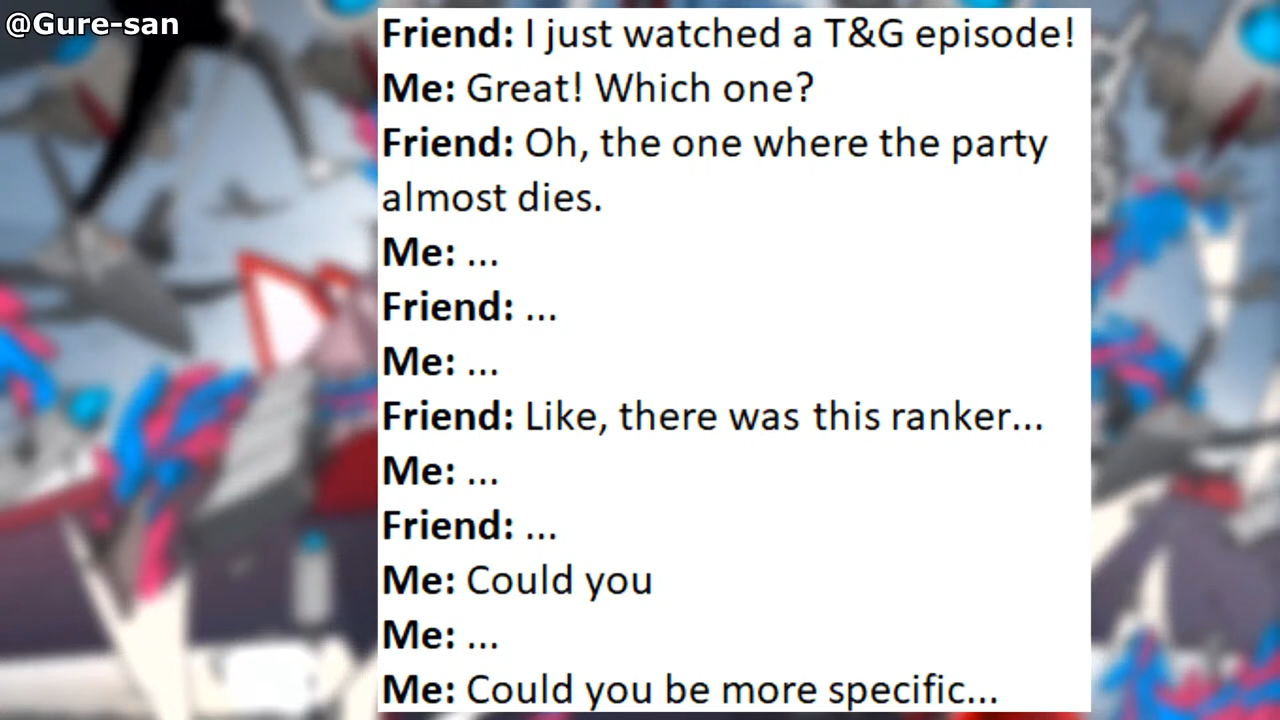 @Gure-san
Friend: I just watched a T&G episode!
Me: Great! Which one?
Friend: Oh, the one where the party
almost dies.
Me: ...
Friend: ...
Me: ...
Friend: Like, there was this ranker...
Me: ...
Friend: ...
Me: Could you
Me: ...
Me: Could you be more specific...